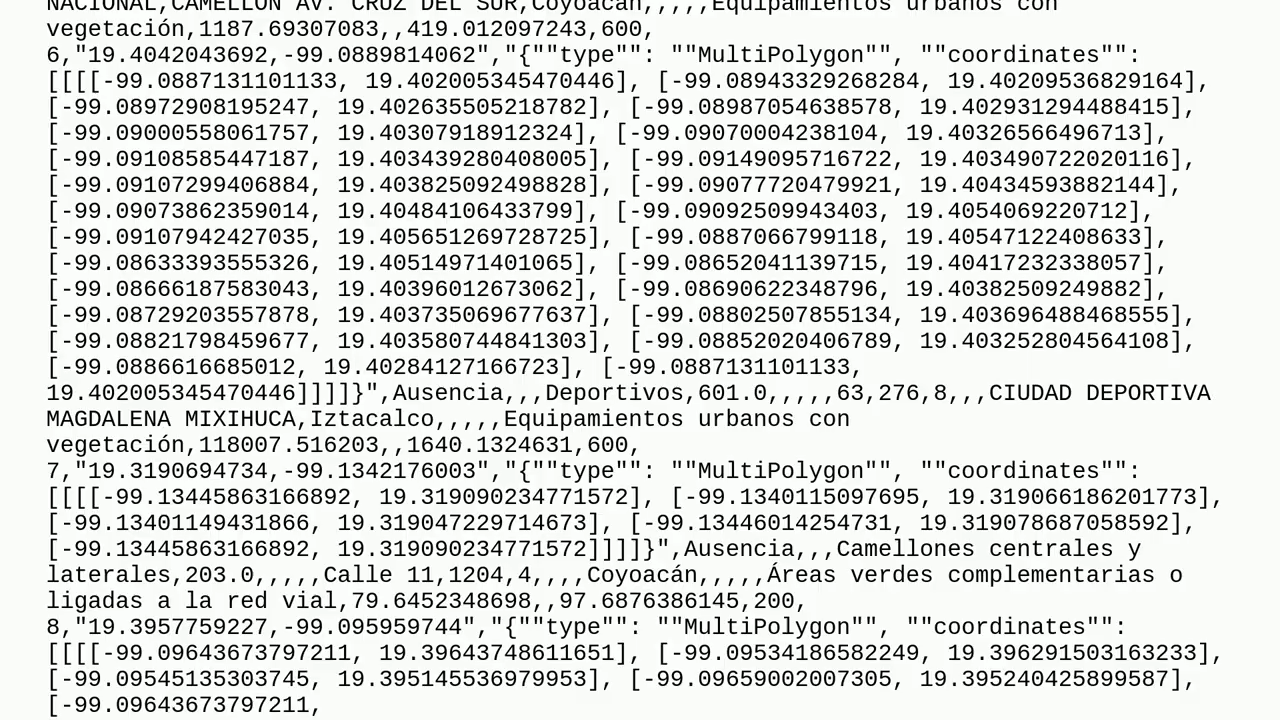 NACIONAL,CAMELLON AV. CRUZ DEL SUR,Coyoacán,,,,,Equipamientos urbanos con
vegetación,1187.69307083,,419.012097243,600,
6,"19.4042043692,-99.0889814062","{""type"": ""MultiPolygon"", ""coordinates"":
[[[[-99.0887131101133, 19.402005345470446], [-99.08943329268284, 19.40209536829164],
[-99.08972908195247, 19.402635505218782], [-99.08987054638578, 19.402931294488415],
[-99.09000558061757, 19.40307918912324], [-99.09070004238104, 19.40326566496713],
[-99.09108585447187, 19.403439280408005], [-99.09149095716722, 19.403490722020116],
[-99.09107299406884, 19.403825092498828], [-99.09077720479921, 19.40434593882144],
[-99.09073862359014, 19.40484106433799], [-99.09092509943403, 19.4054069220712],
[-99.09107942427035, 19.405651269728725], [-99.0887066799118, 19.40547122408633],
[-99.08633393555326, 19.40514971401065], [-99.08652041139715, 19.40417232338057],
[-99.08666187583043, 19.40396012673062], [-99.08690622348796, 19.40382509249882],
[-99.08729203557878, 19.403735069677637], [-99.08802507855134, 19.403696488468555],
[-99.08821798459677, 19.403580744841303], [-99.08852020406789, 19.403252804564108],
[-99.0886616685012, 19.40284127166723], [-99.0887131101133,
19.402005345470446]]]]}",Ausencia,,,Deportivos,601.0,,,,,63,276,8,,,CIUDAD DEPORTIVA
MAGDALENA MIXIHUCA,Iztacalco,,,,,Equipamientos urbanos con
vegetación,118007.516203,,1640.1324631,600,
7,"19.3190694734,-99.1342176003","{""type"": ""MultiPolygon"", ""coordinates"":
[[[[-99.13445863166892, 19.319090234771572], [-99.1340115097695, 19.319066186201773],
[-99.13401149431866, 19.319047229714673], [-99.13446014254731, 19.319078687058592],
[-99.13445863166892, 19.319090234771572]]]]}",Ausencia,,,Camellones centrales y
laterales,203.0,,,,,Calle 11,1204,4,,,,Coyoacán,,,,,Áreas verdes complementarias o
ligadas a la red vial,79.6452348698,,97.6876386145,200,
8,"19.3957759227,-99.095959744","{""type"": ""MultiPolygon"", ""coordinates"":
[[[[-99.09643673797211, 19.39643748611651], [-99.09534186582249, 19.396291503163233],
[-99.09545135303745, 19.395145536979953], [-99.09659002007305, 19.395240425899587],
[-99.09643673797211,